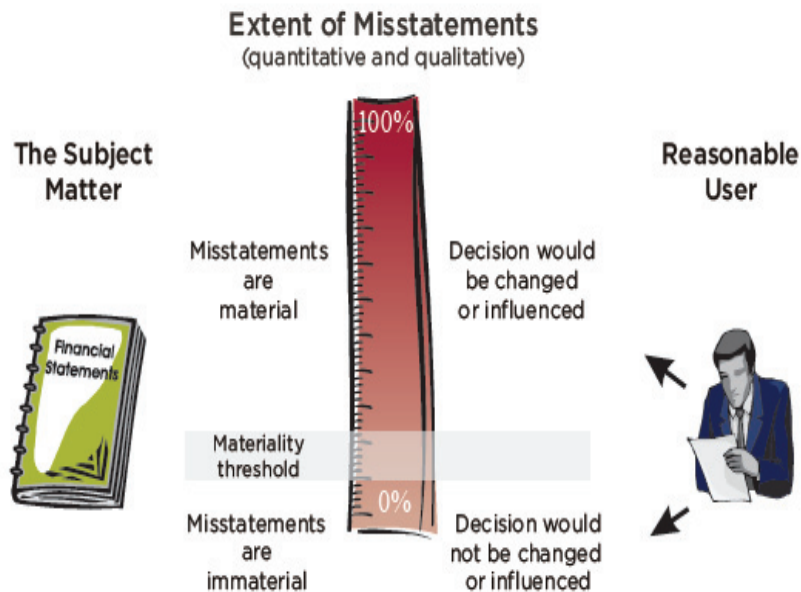 Extent of Misstatements
(quantitative and qualitative)
100%
The Subject
Matter
Reasonable
User
Misstatements
are
material
Decision would
be changed
or influenced
Financial
Statements
Materiality
threshold
0%
Misstatements
are
immaterial
Decision would
not be changed
or influenced